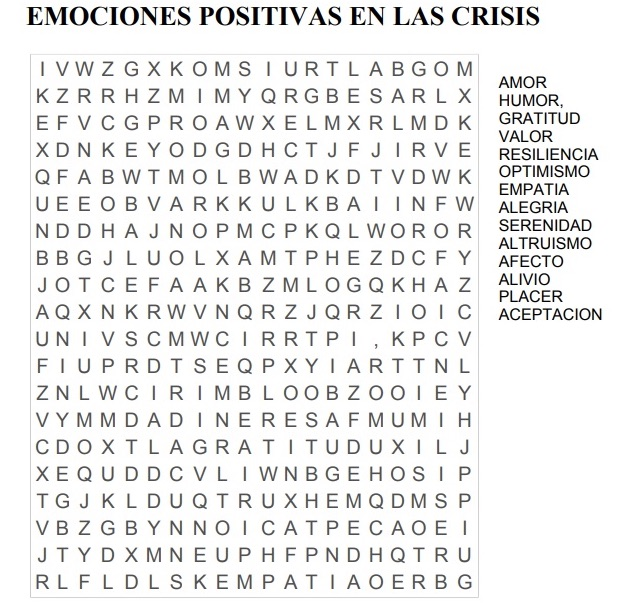 EMOCIONES POSITIVAS EN LAS CRISIS
I V W Z G X K O M S I U R T L A B G O M
K Z R R H Z M I M Y Q R G B E S A R L X
E F V C G P R O A W X E L M X R L M D K
X D N K E Y O D G D H C T J F J I R V E
Q F A B W T M O L B W A D K D T V D W K
U E E O B V A R K K U L K B A I I N F W
N D D H A J N O P M C P K Q L W O R O R
B B G J L U O L X A M T P H E Z D C F Y
J O T C E F A A K B Z M L O G Q K H A Z
A Q X N K R W V N Q R Z J Q R Z I O I C
U N I V S C M W C I R R T P I , K P C V
F I U P R D T S E Q P X Y I A R T T N L
Z N L W C I R I M B L O O B Z O O I E Y
V Y M M D A D I N E R E S A F M U M I H
C D O X T L A G R A T I T U D U X I L J
X E Q U D D C V L I W N B G E H O S I P
T G J K L D U Q T R U X H E M Q D M S P
V B Z G B Y N N O I C A T P E C A O E I
J T Y D X M N E U P H F P N D H Q T R U
R L F L D L S K E M P A T I A O E R B G
AMOR
HUMOR,
GRATITUD
VALOR
RESILIENCIA
OPTIMISMO
EMPATIA
ALEGRIA
SERENIDAD
ALTRUISMO
AFECTO
ALIVIO
PLACER
ACEPTACION